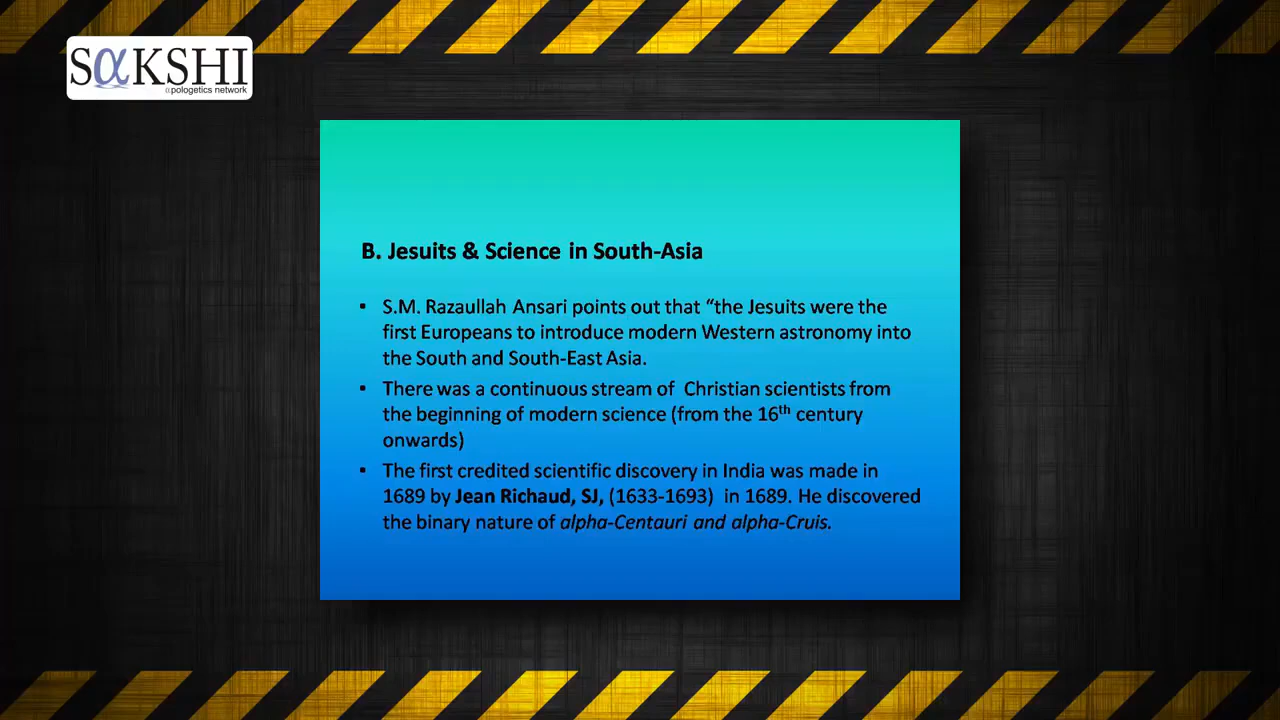 SαKSHI
αpologetics network
B. Jesuits & Science in South-Asia
• S.M. Razaullah Ansari points out that “the Jesuits were the
first Europeans to introduce modern Western astronomy into
the South and South-East Asia.
• There was a continuous stream of Christian scientists from
the beginning of modern science (from the 16th century
onwards)
• The first credited scientific discovery in India was made in
1689 by Jean Richaud, SJ, (1633-1693) in 1689. He discovered
the binary nature of alpha-Centauri and alpha-Cruis.